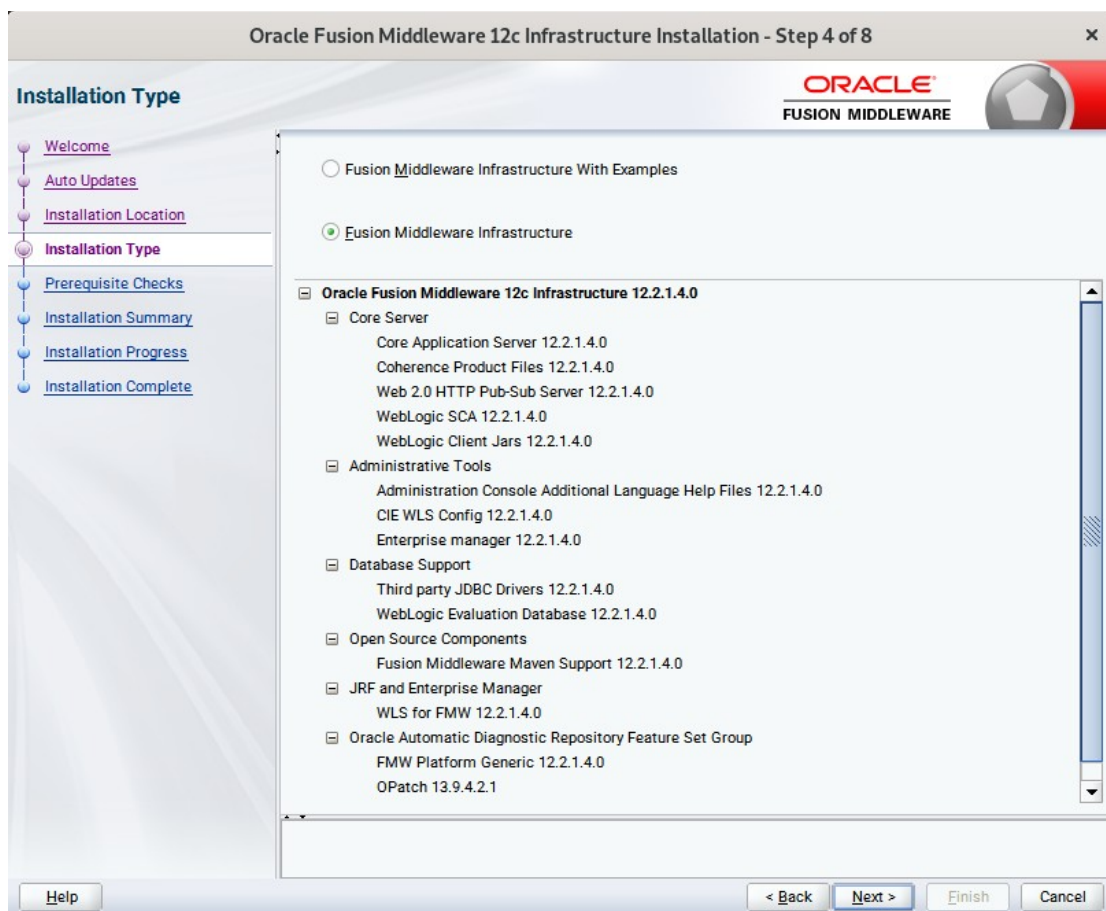 Oracle Fusion Middleware 12c Infrastructure Installation - Step 4 of 8
Installation Type
ORACLE
FUSION MIDDLEWARE
Welcome
Auto Updates
Installation Location
Installation Type
Prerequisite Checks
Installation Summary
Installation Progress
Installation Complete
Fusion Middleware Infrastructure With Examples
Fusion Middleware Infrastructure
Oracle Fusion Middleware 12c Infrastructure 12.2.1.4.0
Core Server
Core Application Server 12.2.1.4.0
Coherence Product Files 12.2.1.4.0
Web 2.0 HTTP Pub-Sub Server 12.2.1.4.0
WebLogic SCA 12.2.1.4.0
WebLogic Client Jars 12.2.1.4.0
Administrative Tools
Administration Console Additional Language Help Files 12.2.1.4.0
CIE WLS Config 12.2.1.4.0
Enterprise manager 12.2.1.4.0
Database Support
Third party JDBC Drivers 12.2.1.4.0
WebLogic Evaluation Database 12.2.1.4.0
Open Source Components
Fusion Middleware Maven Support 12.2.1.4.0
JRF and Enterprise Manager
WLS for FMW 12.2.1.4.0
Oracle Automatic Diagnostic Repository Feature Set Group
FMW Platform Generic 12.2.1.4.0
OPatch 13.9.4.2.1
Help
< Back
Next >
Finish
Cancel